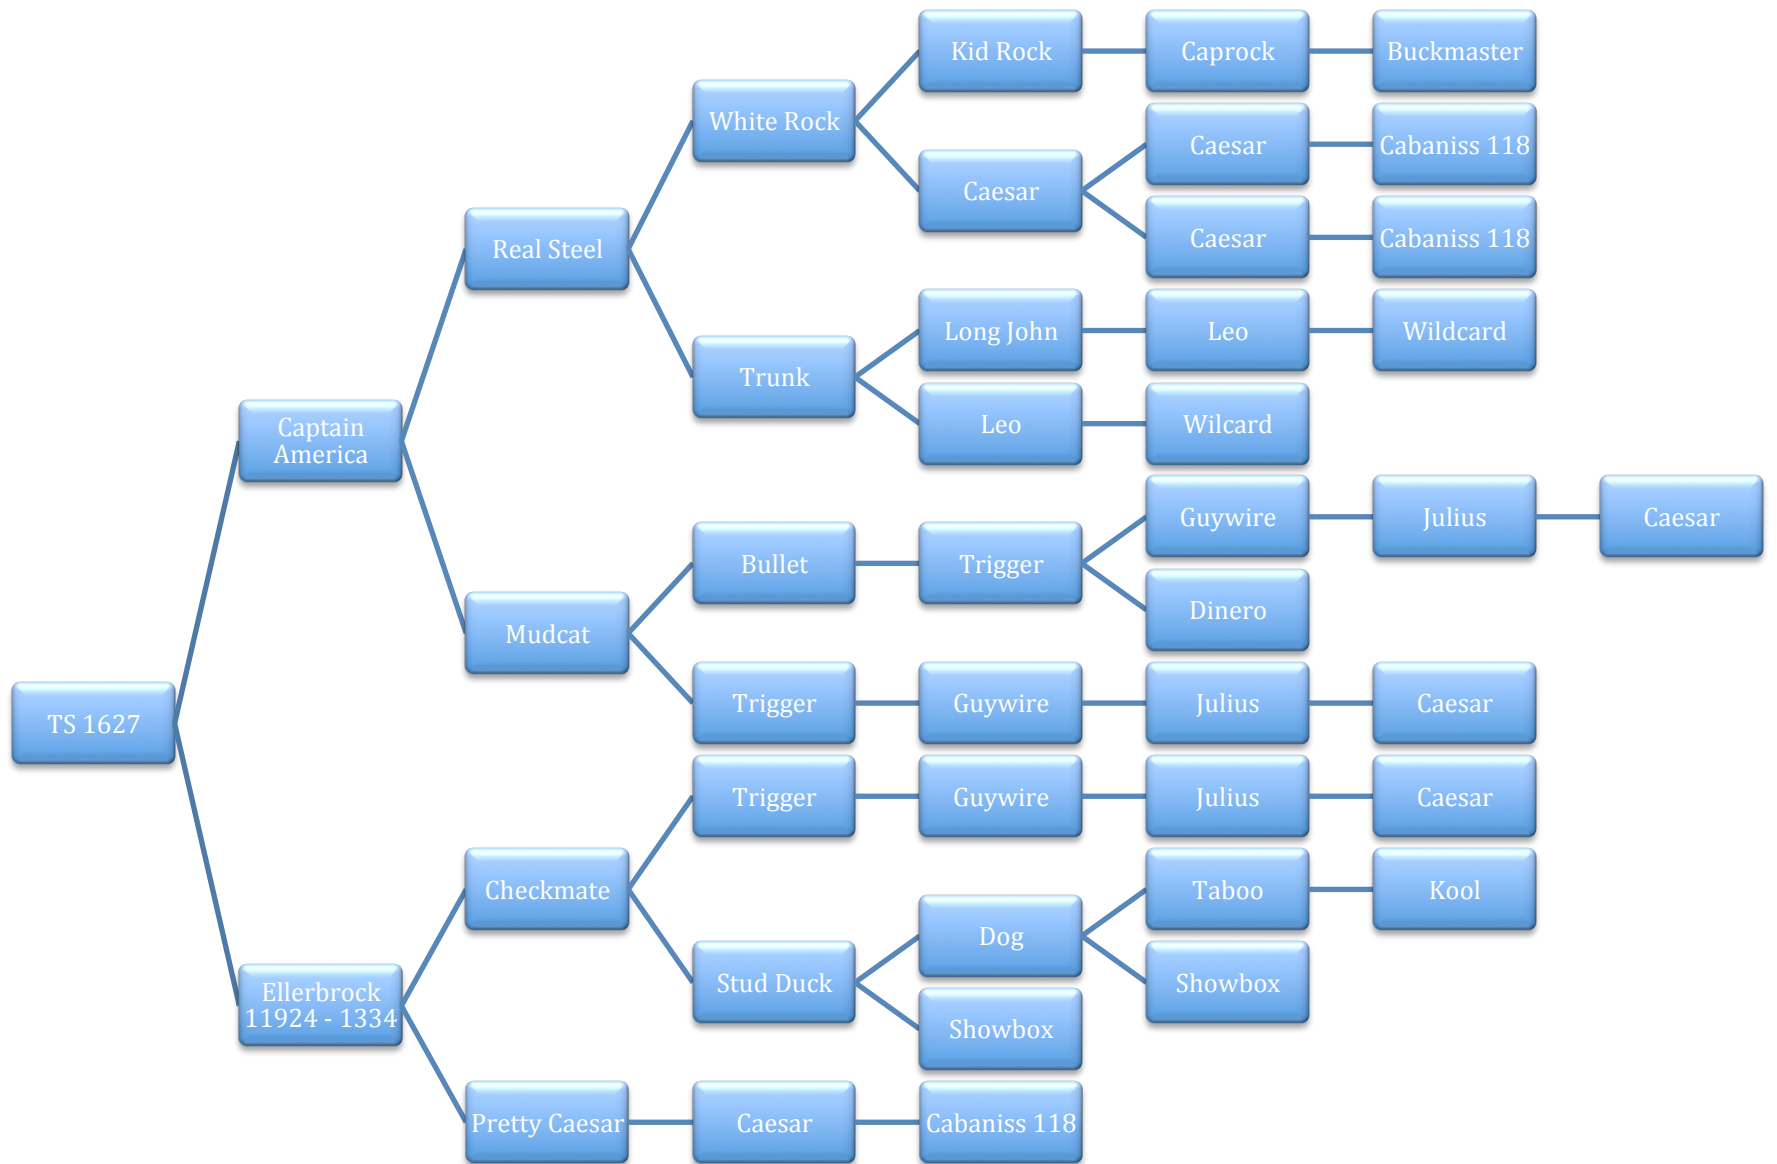 Kid Rock
Caprock
Buckmaster
White Rock
Caesar
Cabaniss 118
Caesar
Caesar
Cabaniss 118
Real Steel
Long John
Leo
Wildcard
Trunk
Leo
Wilcard
Captain
America
Guywire
Julius
Caesar
Bullet
Trigger
Dinero
Mudcat
Trigger
Guywire
Julius
Caesar
TS 1627
Trigger
Guywire
Julius
Caesar
Checkmate
Taboo
Kool
Dog
Stud Duck
Showbox
Ellerbrock
11924 - 1334
Showbox
Pretty Caesar
Caesar
Cabaniss 118